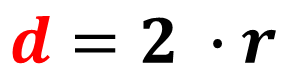 d = 2 · r